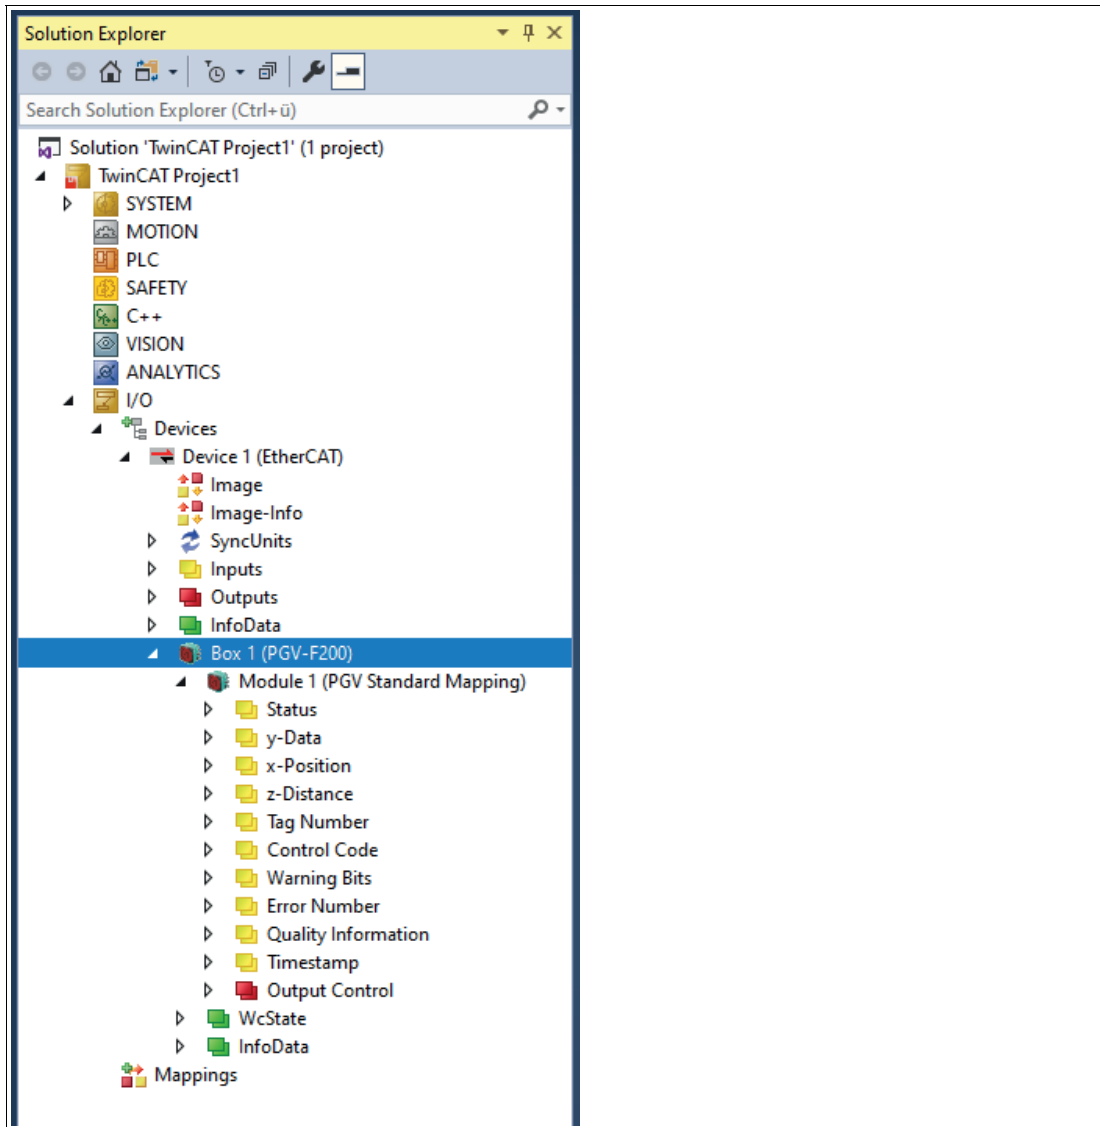 Solution Explorer
Search Solution Explorer (Ctrl+ü)
Solution 'TwinCAT Project1' (1 project)
TwinCAT Project1
SYSTEM
MOTION
PLC
SAFETY
C++
VISION
ANALYTICS
I/O
Devices
Device 1 (EtherCAT)
Image
Image-Info
SyncUnits
Inputs
Outputs
InfoData
Box 1 (PGV-F200)
Module 1 (PGV Standard Mapping)
Status
y-Data
x-Position
z-Distance
Tag Number
Control Code
Warning Bits
Error Number
Quality Information
Timestamp
Output Control
WcState
InfoData
Mappings